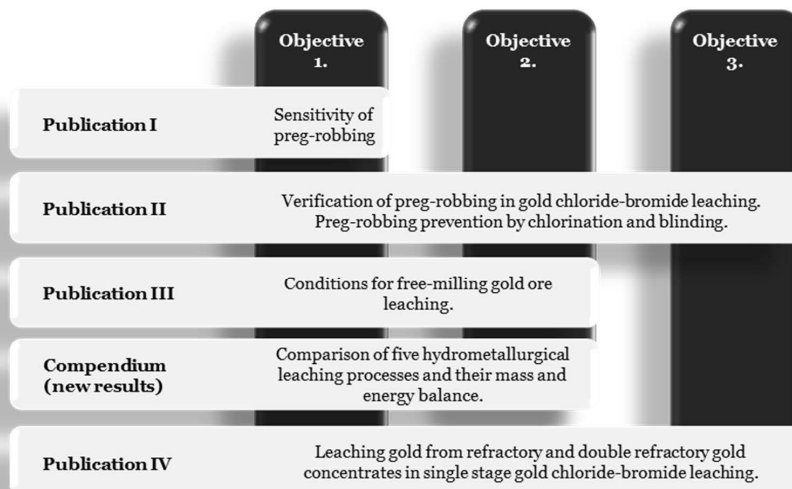 Objective
1.
Objective
2.
Objective
3.
Publication I
Sensitivity of
preg-robbing
Publication II
Verification of preg-robbing in gold chloride-bromide leaching.
Preg-robbing prevention by chlorination and blinding.
Publication III
Conditions for free-milling gold ore
leaching.
Compendium
(new results)
Comparison of five hydrometallurgical
leaching processes and their mass and
energy balance.
Publication IV
Leaching gold from refractory and double refractory gold
concentrates in single stage gold chloride-bromide leaching.